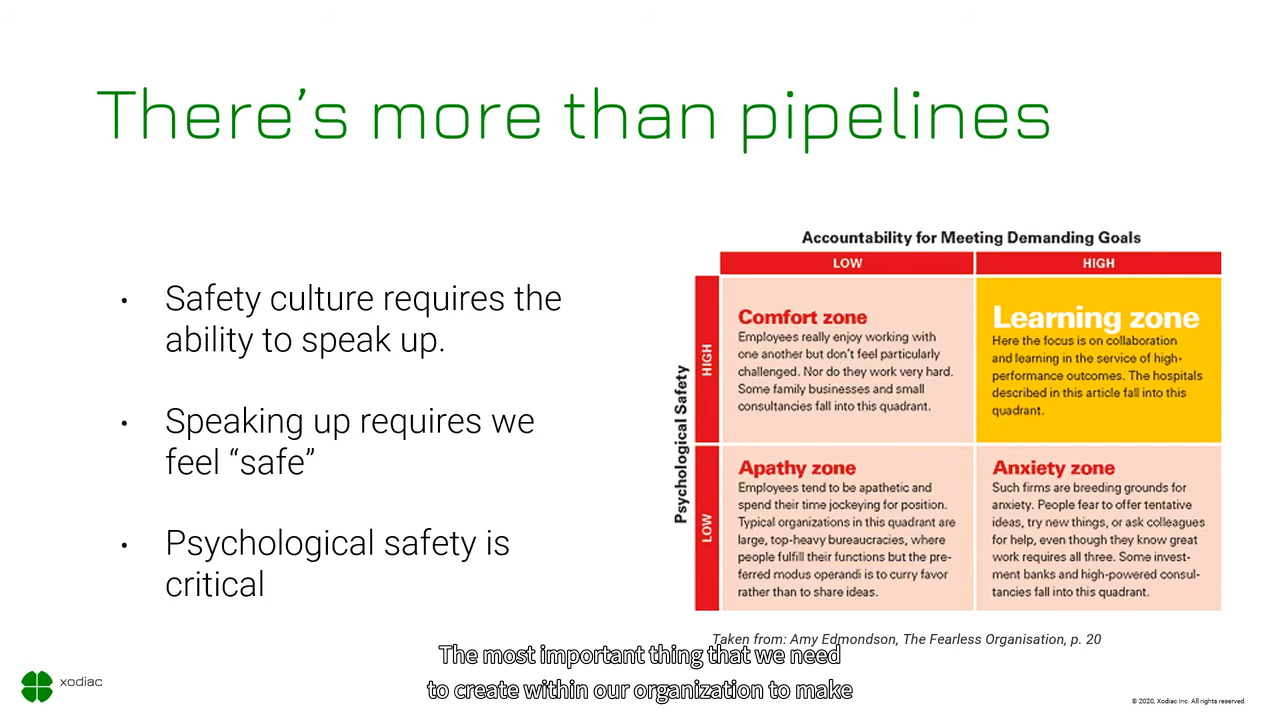 There's more than pipelines
• Safety culture requires the
ability to speak up.
• Speaking up requires we
feel “safe”
• Psychological safety is
critical
Accountability for Meeting Demanding Goals
LOW
HIGH
Psychological Safety
HIGH
Comfort zone
Employees really enjoy working with
one another but don't feel particularly
challenged. Nor do they work very hard.
Some family businesses and small
consultancies fall into this quadrant.
Learning zone
Here the focus is on collaboration
and learning in the service of high-
performance outcomes. The hospitals
described in this article fall into this
quadrant.
LOW
Apathy zone
Employees tend to be apathetic and
spend their time jockeying for position.
Typical organizations in this quadrant are
large, top-heavy bureaucracies, where
people fulfill their functions but the pre-
ferred modus operandi is to curry favor
rather than to share ideas.
Anxiety zone
Such firms are breeding grounds for
anxiety. People fear to offer tentative
ideas, try new things, or ask colleagues
for help, even though they know great
work requires all three. Some invest-
ment banks and high-powered consul-
tancies fall into this quadrant.
Taken from: Amy Edmondson, The Fearless Organisation, p. 20
The most important thing that we need
to create within our organization to make
xodiac
© 2020, Xodiac Inc. All rights reserved.